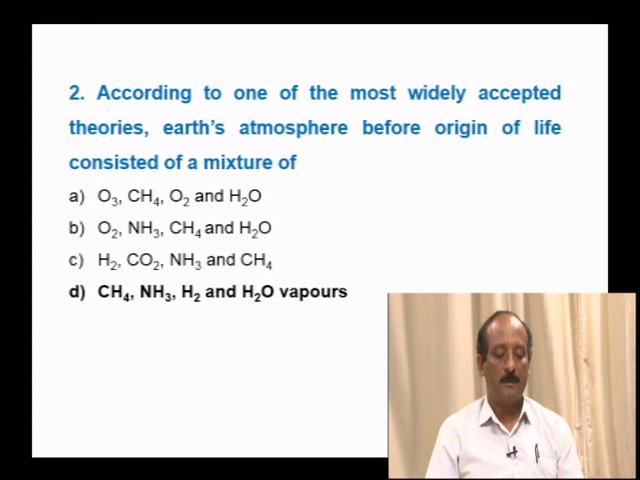 2. According to one of the most widely accepted
theories, earth's atmosphere before origin of life
consisted of a mixture of
a) O₃, CH₄, O₂ and H₂O
b) O₂, NH₃, CH₄ and H₂O
c) H₂, CO₂, NH₃ and CH₄
d) CH₄, NH₃, H₂ and H₂O vapours